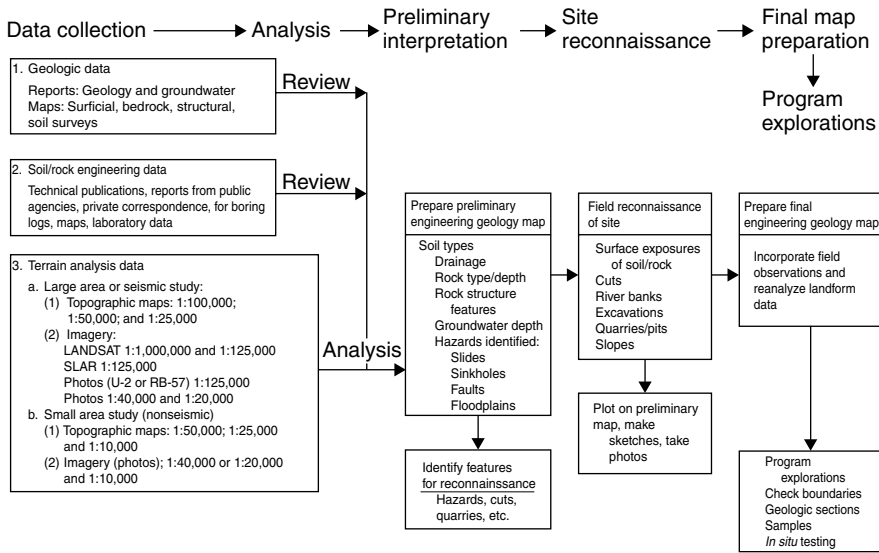 Data collection
Analysis
Preliminary
interpretation
Site
reconnaissance
Final map
preparation
Program
explorations
1. Geologic data
Reports: Geology and groundwater
Maps: Surficial, bedrock, structural,
soil surveys
Review
2. Soil/rock engineering data
Technical publications, reports from public
agencies, private correspondence, for boring
logs, maps, laboratory data
Review
3. Terrain analysis data
a. Large area or seismic study:
(1) Topographic maps: 1:100,000;
1:50,000; and 1:25,000
(2) Imagery:
LANDSAT 1:1,000,000 and 1:125,000
SLAR 1:125,000
Photos (U-2 or RB-57) 1:125,000
Photos 1:40,000 and 1:20,000
b. Small area study (nonseismic)
(1) Topographic maps: 1:50,000; 1:25,000
and 1:10,000
(2) Imagery (photos); 1:40,000 or 1:20,000
and 1:10,000
Analysis
Prepare preliminary
engineering geology map
Soil types
Drainage
Rock type/depth
Rock structure
features
Groundwater depth
Hazards identified:
Slides
Sinkholes
Faults
Floodplains
Identify features
for reconnainssance
Hazards, cuts,
quarries, etc.
Field reconnaissance
of site
Surface exposures
of soil/rock
Cuts
River banks
Excavations
Quarries/pits
Slopes
Plot on preliminary
map, make
sketches, take
photos
Prepare final
engineering geology map
Incorporate field
observations and
reanalyze landform
data
Program
explorations
Check boundaries
Geologic sections
Samples
In situ testing